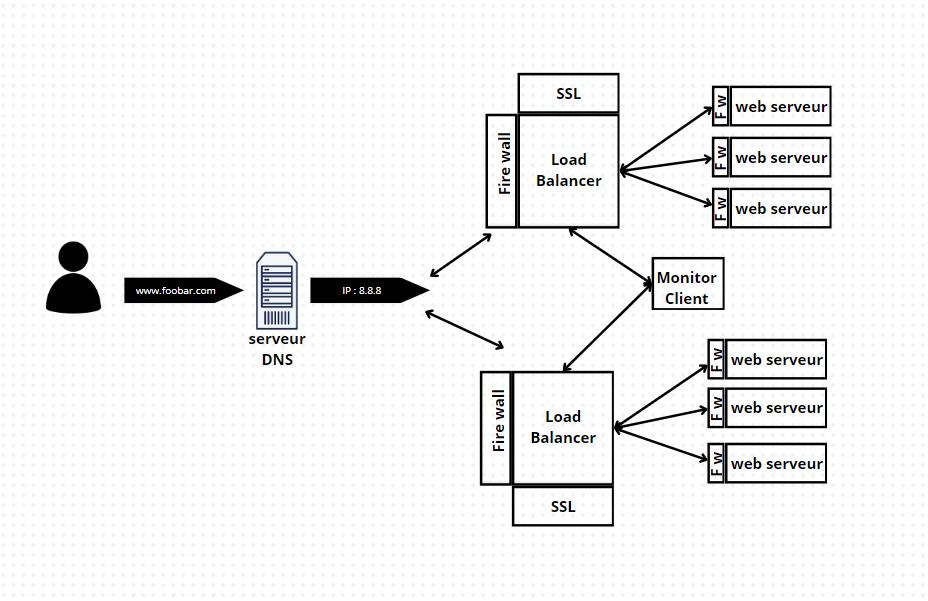 SSL
Fire wall
Load
Balancer
F W
web serveur
F W
web serveur
F W
web serveur
www.foobar.com
serveur
DNS
IP : 8.8.8
Monitor
Client
Fire wall
Load
Balancer
SSL
F W
web serveur
F W
web serveur
F W
web serveur